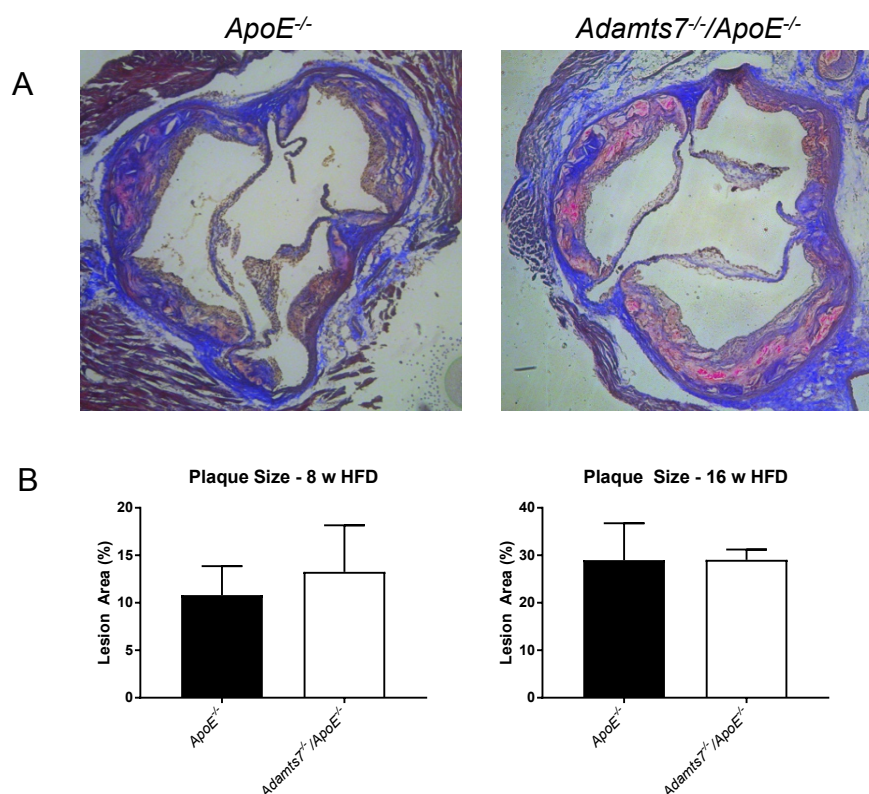 ApoE-/-
Adamts7-/-/ApoE-/-
A
B
Plaque Size - 8 w HFD
Lesion Area (%)
20
15
10
5
0
ApoE-/-
Adamts7-/-/ApoE-/-
Plaque Size - 16 w HFD
Lesion Area (%)
40
30
20
10
0
ApoE-/-
Adamts7-/-/ApoE-/-